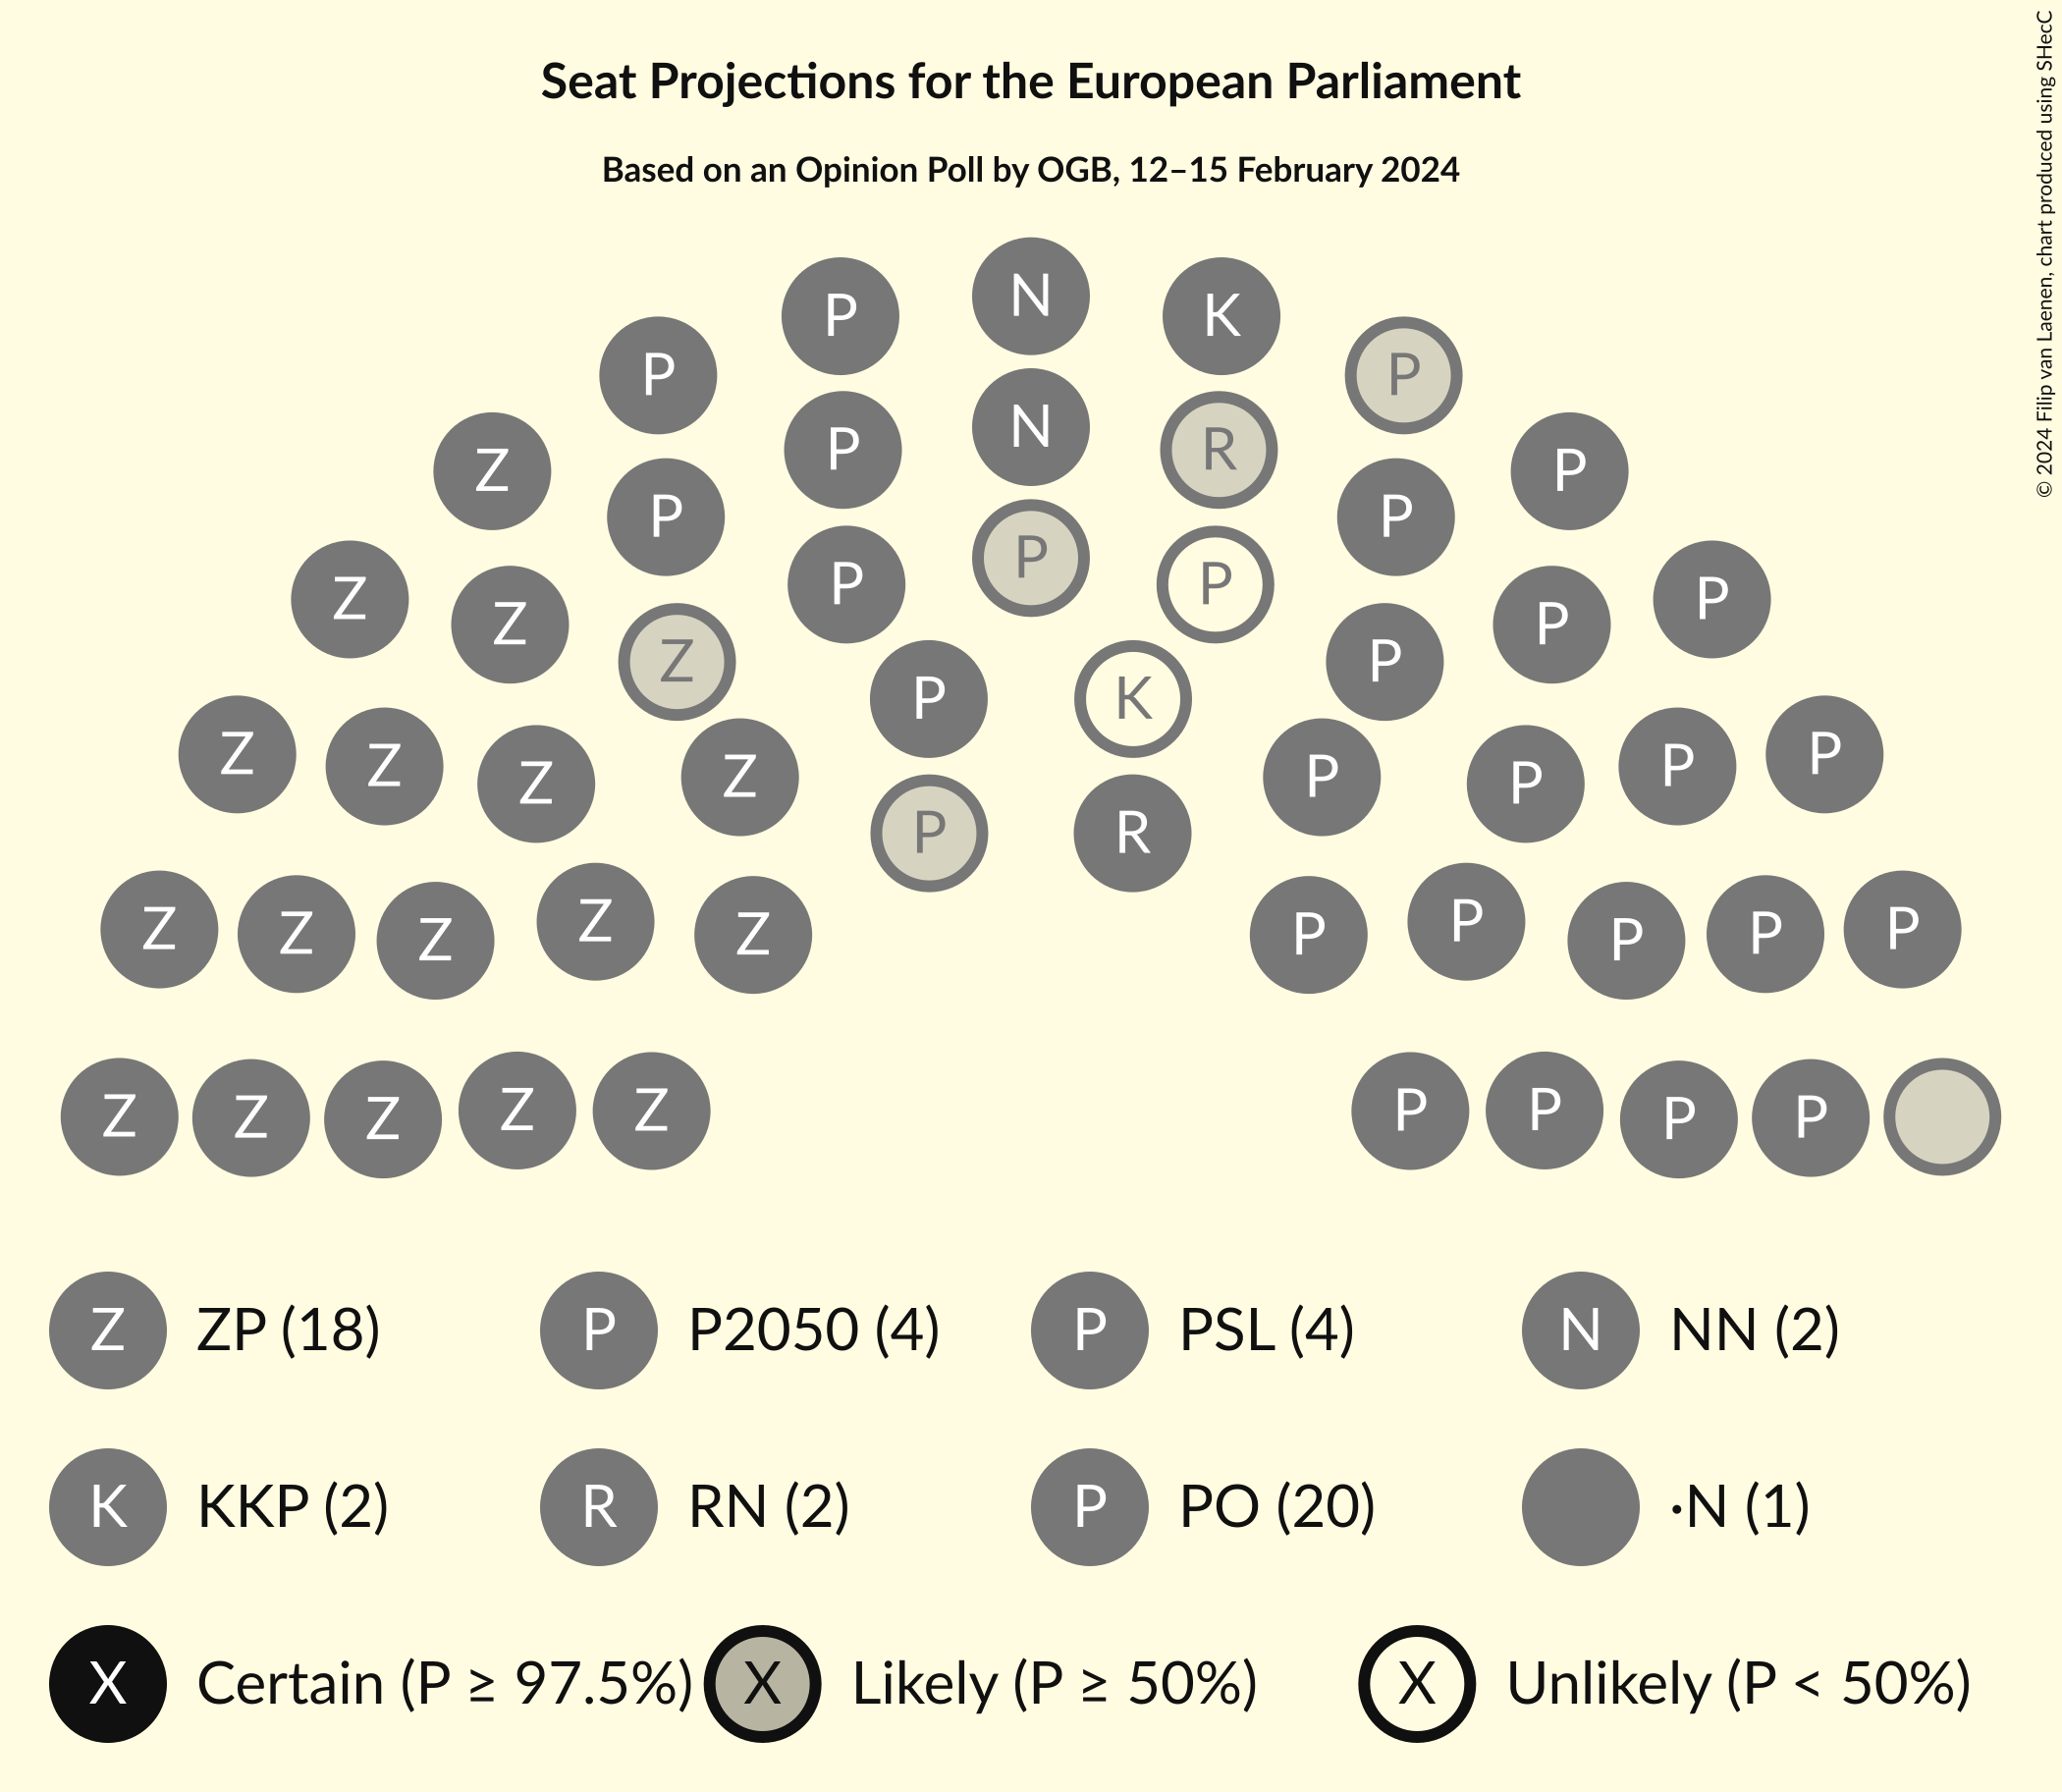 Seat Projections for the European Parliament
Based on an Opinion Poll by OGB, 12–15 February 2024
© 2024 Filip van Laenen, chart produced using SHecC
N
P K
P P
N
P R
Z P
P P
P
P P
Z P
Z P
Z P
P K
Z P
Z P
Z P
Z P
P R
Z P
Z Z P P
Z Z P P
Z P
Z Z P P
Z Z Z P P
Z P
Z ZP (18) P P2050 (4) P PSL (4) N NN (2)
K KKP (2) R RN (2) P PO (20) ·N (1)
X Certain (P ≥ 97.5%) X Likely (P ≥ 50%) X Unlikely (P < 50%)